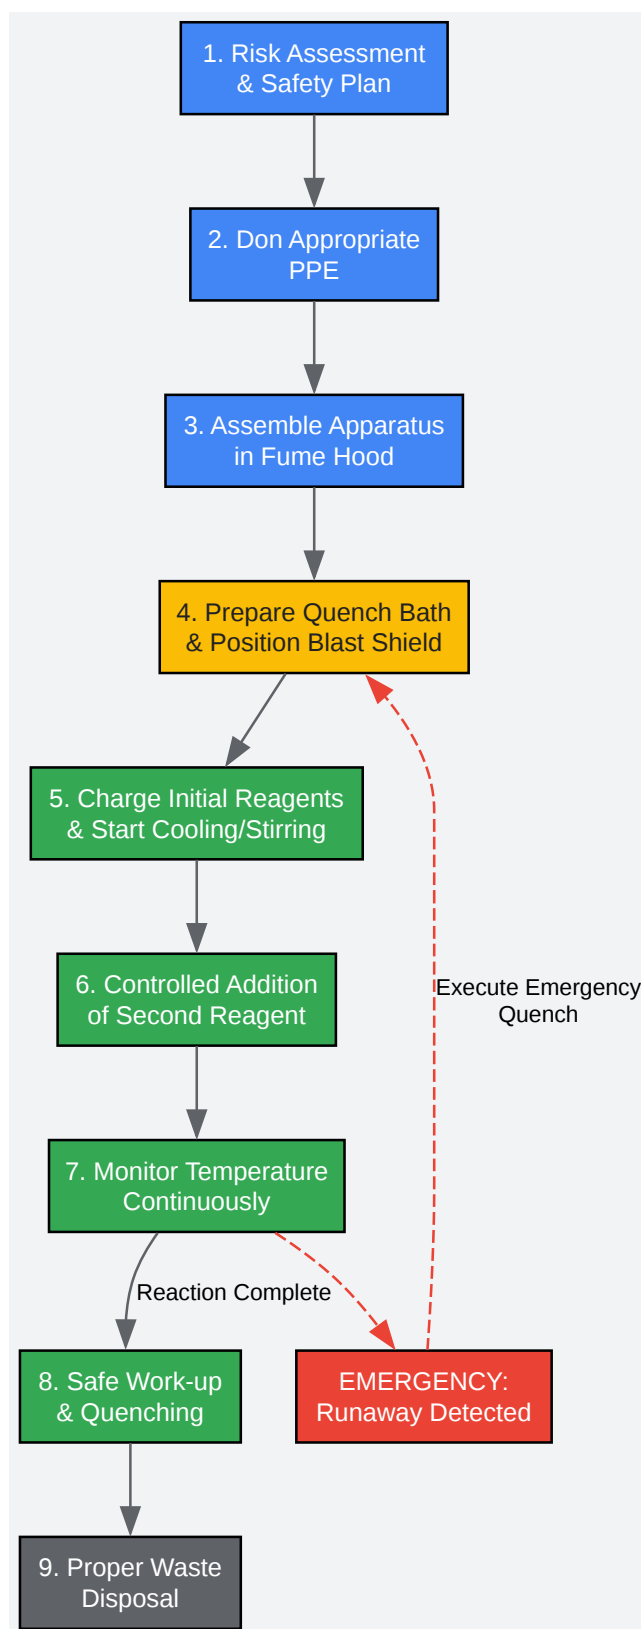 1. Risk Assessment
& Safety Plan
2. Don Appropriate
PPE
3. Assemble Apparatus
in Fume Hood
4. Prepare Quench Bath
& Position Blast Shield
5. Charge Initial Reagents
& Start Cooling/Stirring
6. Controlled Addition
of Second Reagent
Execute Emergency
Quench
7. Monitor Temperature
Continuously
Reaction Complete
8. Safe Work-up
& Quenching
EMERGENCY:
Runaway Detected
9. Proper Waste
Disposal